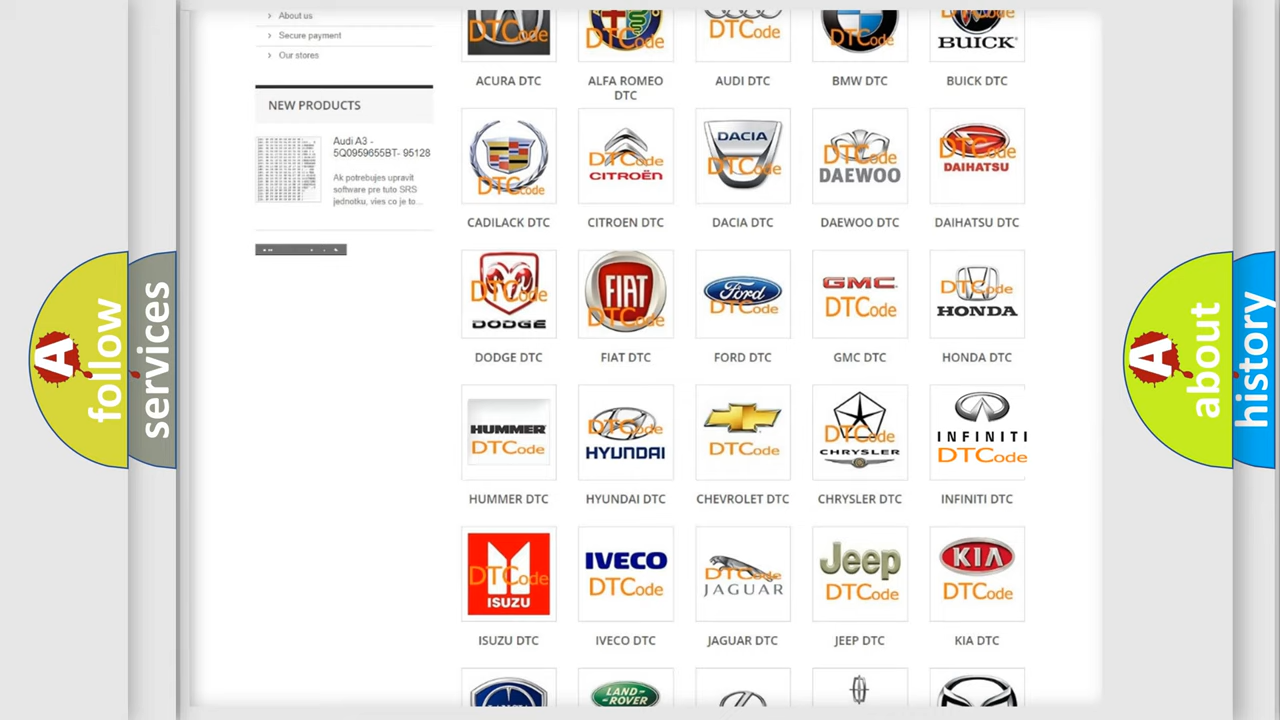 About us
Secure payment
Our stores
NEW PRODUCTS
Audi A3 -
5Q0959655BT- 95128
Ak potrebujes upravit
software pre tuto SRS
jednotku, vies co je to...
A
follow
services
DTCode
DTCode
DTCode
DTCode
BUICK
ACURA DTC
ALFA ROMEO
DTC
AUDI DTC
BMW DTC
BUICK DTC
DTCode
DTCode
CITROËN
DACIA
DTCode
DTCode
DAEWOO
DTCode
DAIHATSU
CADILACK DTC
CITROEN DTC
DACIA DTC
DAEWOO DTC
DAIHATSU DTC
DTCode
DODGE
FIAT
DTCode
Ford
DTCode
GMC
DTCode
DTCode
HONDA
DODGE DTC
FIAT DTC
FORD DTC
GMC DTC
HONDA DTC
HUMMER
DTCode
DTCode
HYUNDAI
DTCode
DTCode
CHRYSLER
INFINITI
DTCode
HUMMER DTC
HYUNDAI DTC
CHEVROLET DTC
CHRYSLER DTC
INFINITI DTC
DTCode
ISUZU
IVECO
DTCode
DTCode
JAGUAR
Jeep
DTCode
KIA
DTCode
ISUZU DTC
IVECO DTC
JAGUAR DTC
JEEP DTC
KIA DTC
LAND-
ROVER
A
about
history